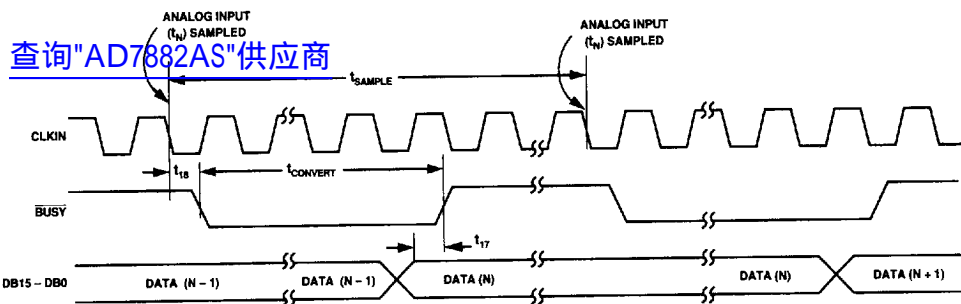 ANALOG INPUT
(tN) SAMPLED
ANALOG INPUT
(tN) SAMPLED
查询"AD7882AS"供应商
tSAMPLE
CLKIN
t18
tCONVERT
BUSY
t17
DB15 – DB0
DATA (N – 1)
DATA (N – 1)
DATA (N)
DATA (N)
DATA (N + 1)